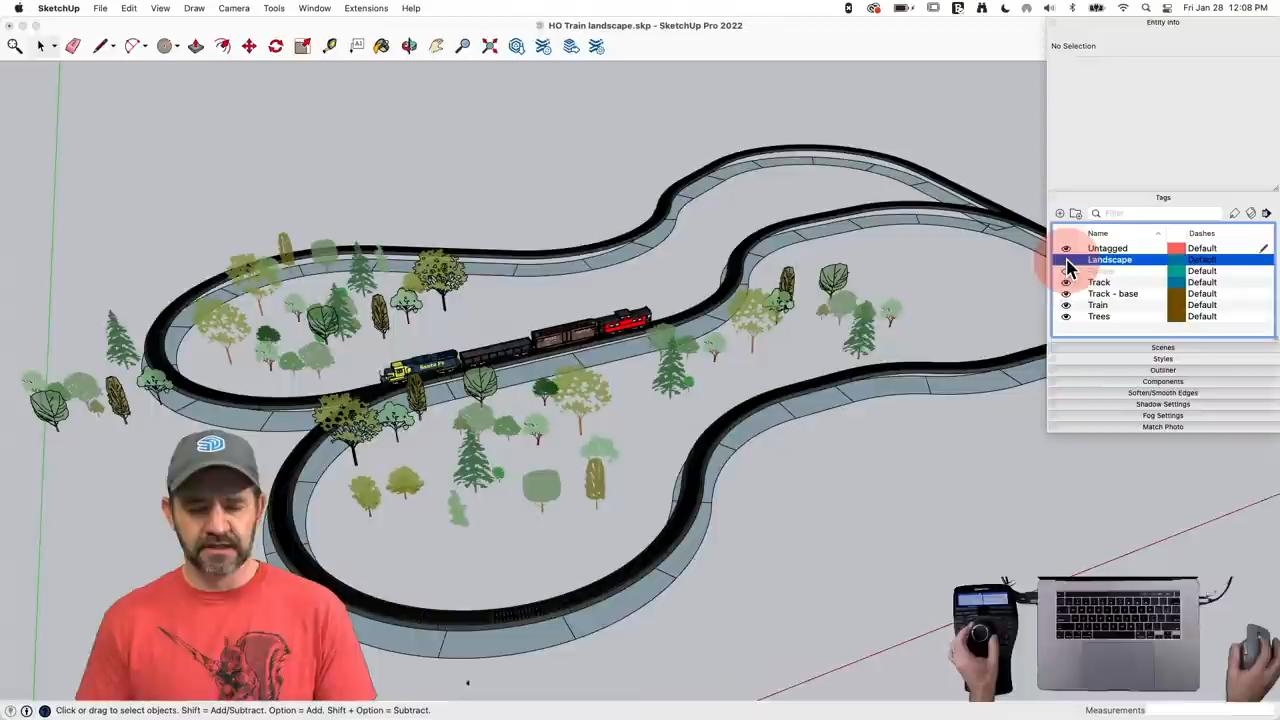 SketchUp File Edit View Draw Camera Tools Window Extensions Help Fri Jan 28 12:08 PM
HO Train landscape.skp - SketchUp Pro 2022
Entity Info
No Selection
Tags
Filter
Name Dashes
Untagged Default
Landscape Default
Default
Track Default
Track - base Default
Train Default
Trees Default
Scenes
Styles
Outliner
Components
Soften/Smooth Edges
Shadow Settings
Fog Settings
Match Photo
Santa Fe
Click or drag to select objects. Shift = Add/Subtract. Option = Add. Shift + Option = Subtract.
Measurements